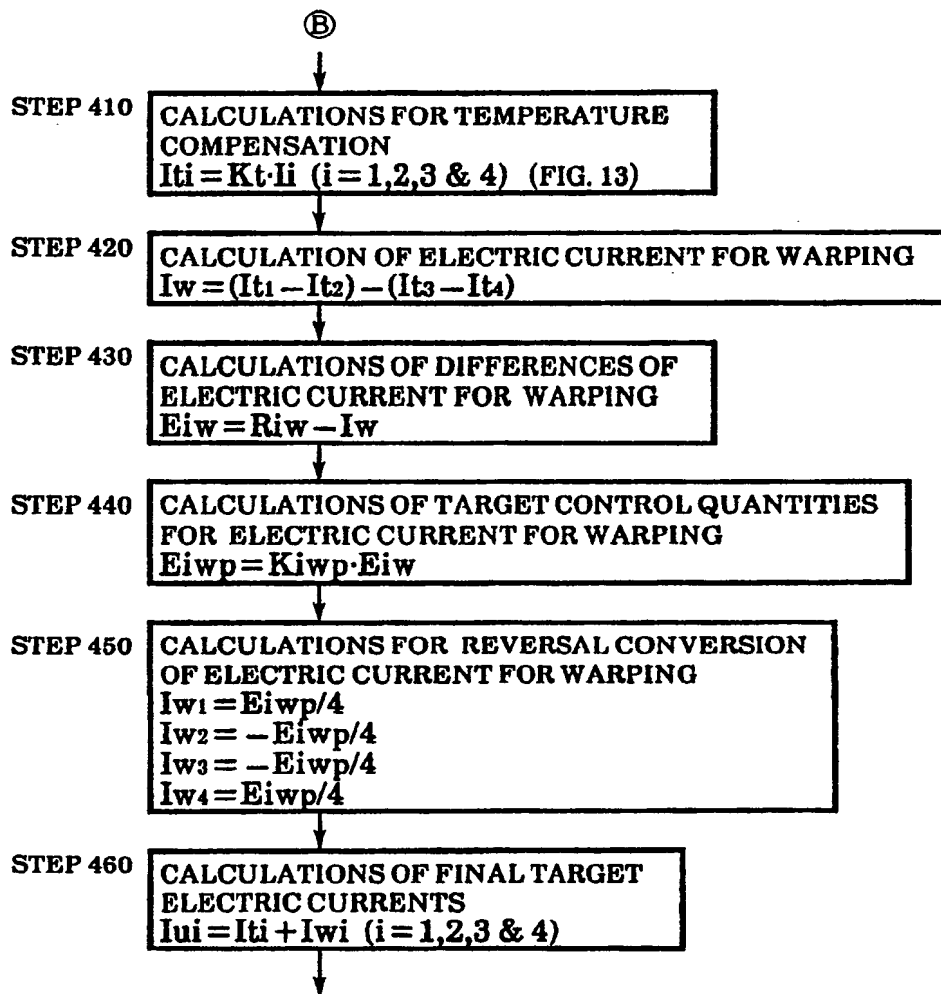 Ⓑ
STEP 410
CALCULATIONS FOR TEMPERATURE
COMPENSATION
Iti = Kt·Ii (i = 1,2,3 & 4) (FIG. 13)
STEP 420
CALCULATION OF ELECTRIC CURRENT FOR WARPING
Iw = (It1 – It2) – (It3 – It4)
STEP 430
CALCULATIONS OF DIFFERENCES OF
ELECTRIC CURRENT FOR WARPING
Eiw = Riw – Iw
STEP 440
CALCULATIONS OF TARGET CONTROL QUANTITIES
FOR ELECTRIC CURRENT FOR WARPING
Eiwp = Kiwp·Eiw
STEP 450
CALCULATIONS FOR REVERSAL CONVERSION
OF ELECTRIC CURRENT FOR WARPING
Iw1 = Eiwp/4
Iw2 = –Eiwp/4
Iw3 = –Eiwp/4
Iw4 = Eiwp/4
STEP 460
CALCULATIONS OF FINAL TARGET
ELECTRIC CURRENTS
Iui = Iti + Iwi (i = 1,2,3 & 4)